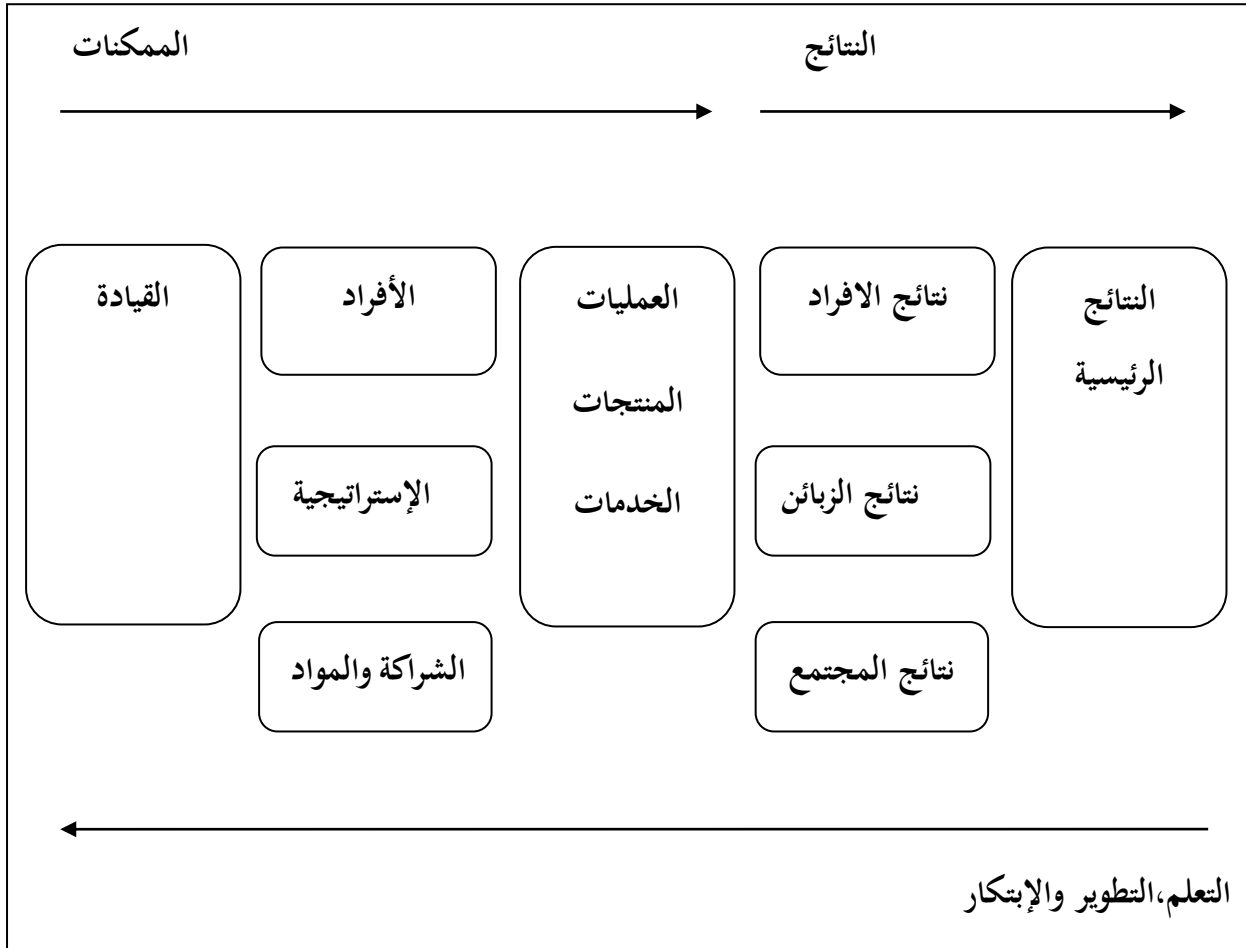 الممكنات
النتائج
القيادة
الأفراد
الإستراتيجية
الشراكة والمواد
العمليات
المنتجات
الخدمات
نتائج الافراد
نتائج الزبائن
نتائج المجتمع
النتائج
الرئيسية
التعلم،التطوير والإبتكار